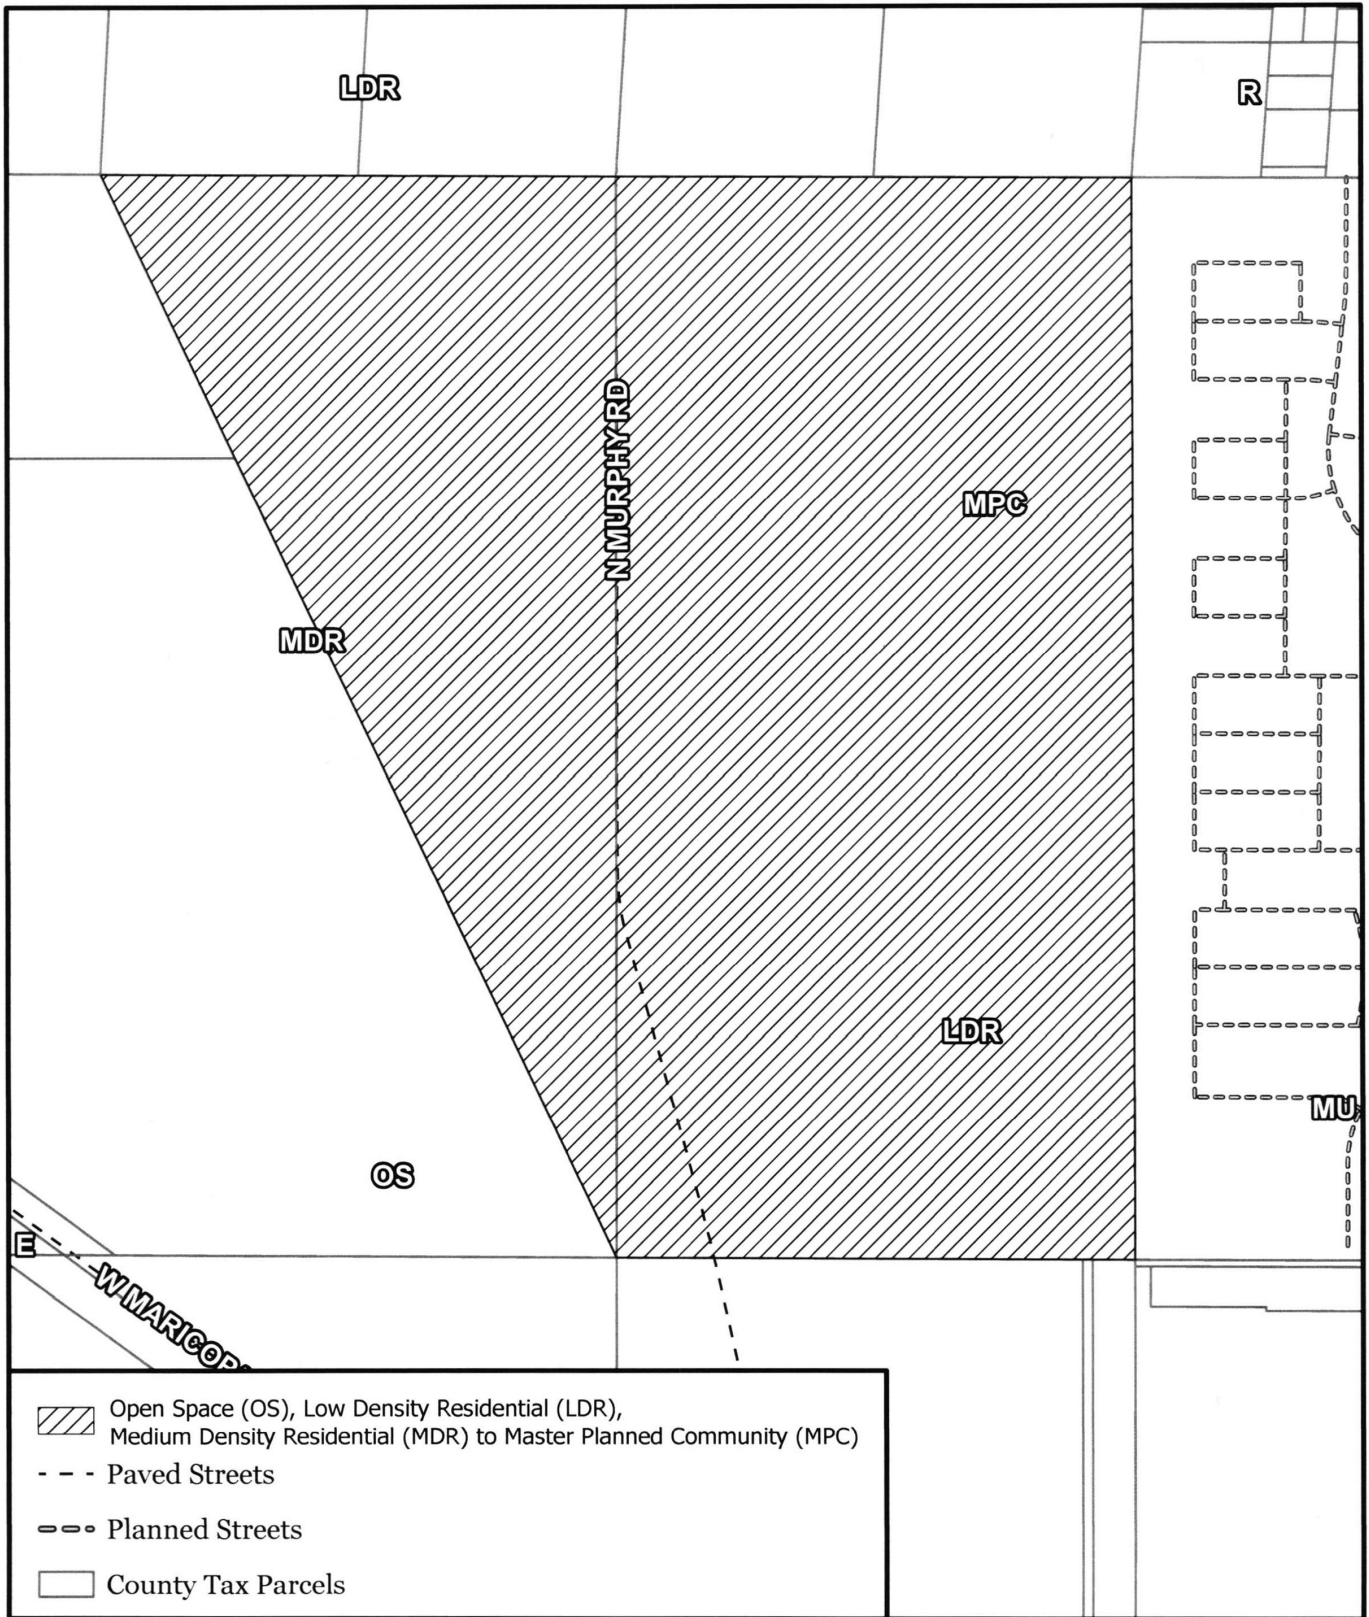 LDR
R
N MURPHY RD
MPC
MDR
LDR
MU
OS
E
W MARICOP
Open Space (OS), Low Density Residential (LDR),
Medium Density Residential (MDR) to Master Planned Community (MPC)
Paved Streets
Planned Streets
County Tax Parcels